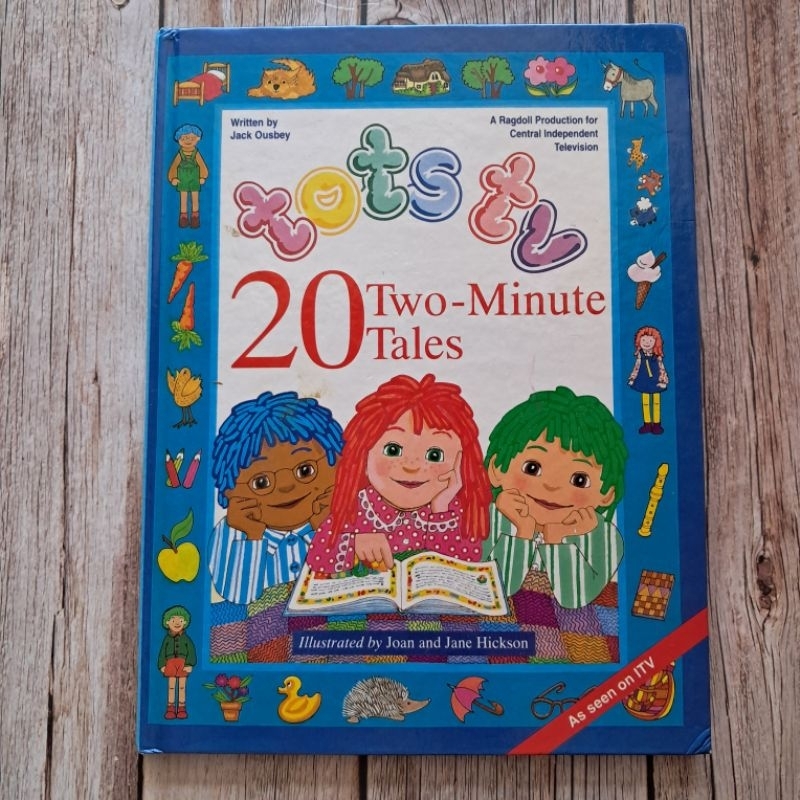 Written by
Jack Ousbey
A Ragdoll Production for
Central Independent
Television
tots tv
20 Two-Minute
Tales
Illustrated by Joan and Jane Hickson
As seen on ITV